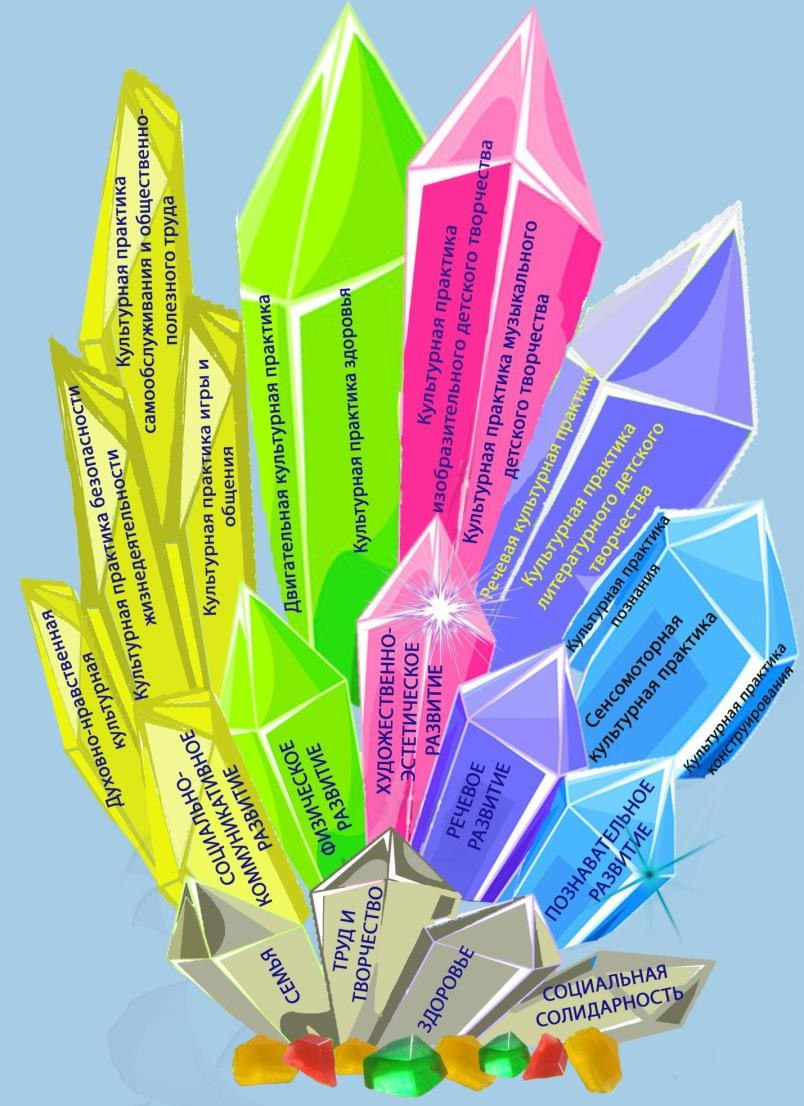 Культурная практика
самообслуживания и общественно-
полезного труда
Культурная практика безопасности
жизнедеятельности
Культурная практика игры и
общения
Духовно-нравственная
культурная
Двигательная культурная практика
Культурная практика здоровья
Культурная практика
изобразительного детского творчества
Культурная практика музыкального
детского творчества
Речевая культурная практика
Культурная практика
литературного детского
творчества
Культурная практика
познания
Сенсомоторная
культурная практика
Культурная практика
конструирования
СОЦИАЛЬНО-
КОММУНИКАТИВНОЕ
РАЗВИТИЕ
ФИЗИЧЕСКОЕ
РАЗВИТИЕ
ХУДОЖЕСТВЕННО-
ЭСТЕТИЧЕСКОЕ
РАЗВИТИЕ
РЕЧЕВОЕ
РАЗВИТИЕ
ПОЗНАВАТЕЛЬНОЕ
РАЗВИТИЕ
СЕМЬЯ
ТРУД И
ТВОРЧЕСТВО
ЗДОРОВЬЕ
СОЦИАЛЬНАЯ
СОЛИДАРНОСТЬ